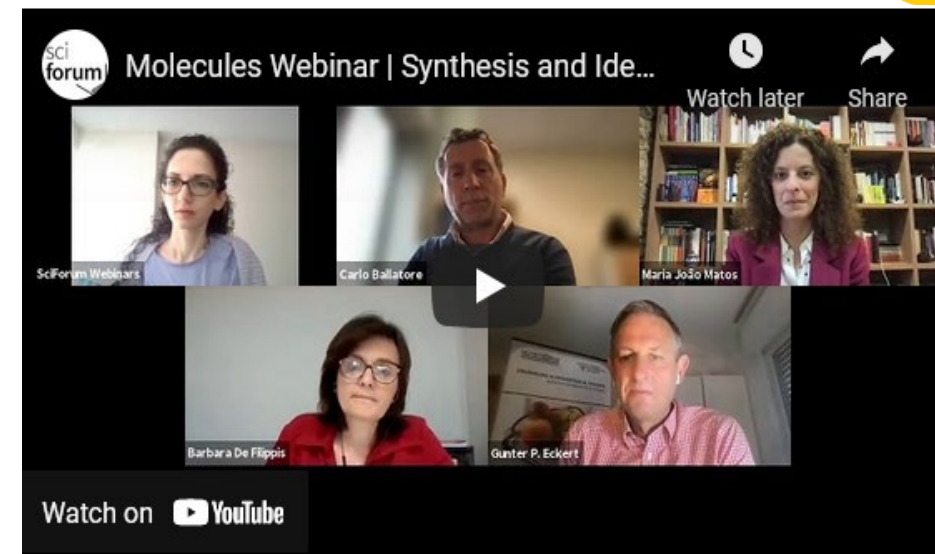 sci
forum
Molecules Webinar | Synthesis and Ide...
Watch later
Share
SciForum Webinars
Carlo Ballatore
Maria João Matos
Barbara De Filippis
Gunter P. Eckert
Watch on YouTube